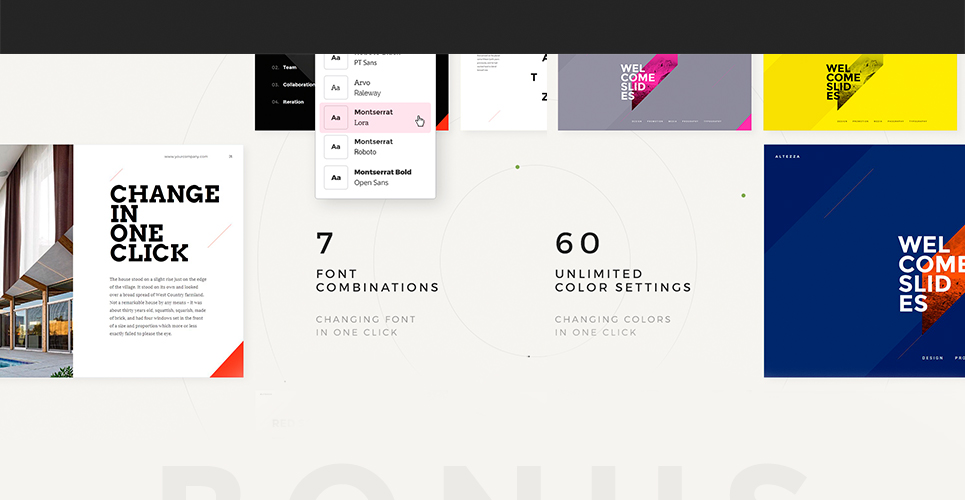 02. Team
03. Collaboration
04. Iteration
PT Sans
Aa
Arvo
Aa
Raleway
Montserrat
Aa
Lora
Montserrat
Aa
Roboto
Montserrat Bold
Aa
Open Sans
A
T
Z
WEL
COME
SLID
ES
WEL
COME
SLID
ES
www.yourcompany.com
CHANGE
IN
ONE
CLICK
The house stood on a slight rise just on the edge
of the village. It stood on its own and looked
over a broad spread of West Country farmland.
Not a remarkable house by any means - it was
about thirty years old, squattish, squarish, made
of brick, and had four windows set in the front
of a size and proportion which more or less
exactly failed to please the eye.
7
FONT
COMBINATIONS
CHANGING FONT
IN ONE CLICK
60
UNLIMITED
COLOR SETTINGS
CHANGING COLORS
IN ONE CLICK
ALTEZZA
WEL
COME
SLID
ES
DESIGN PRO
BONUS